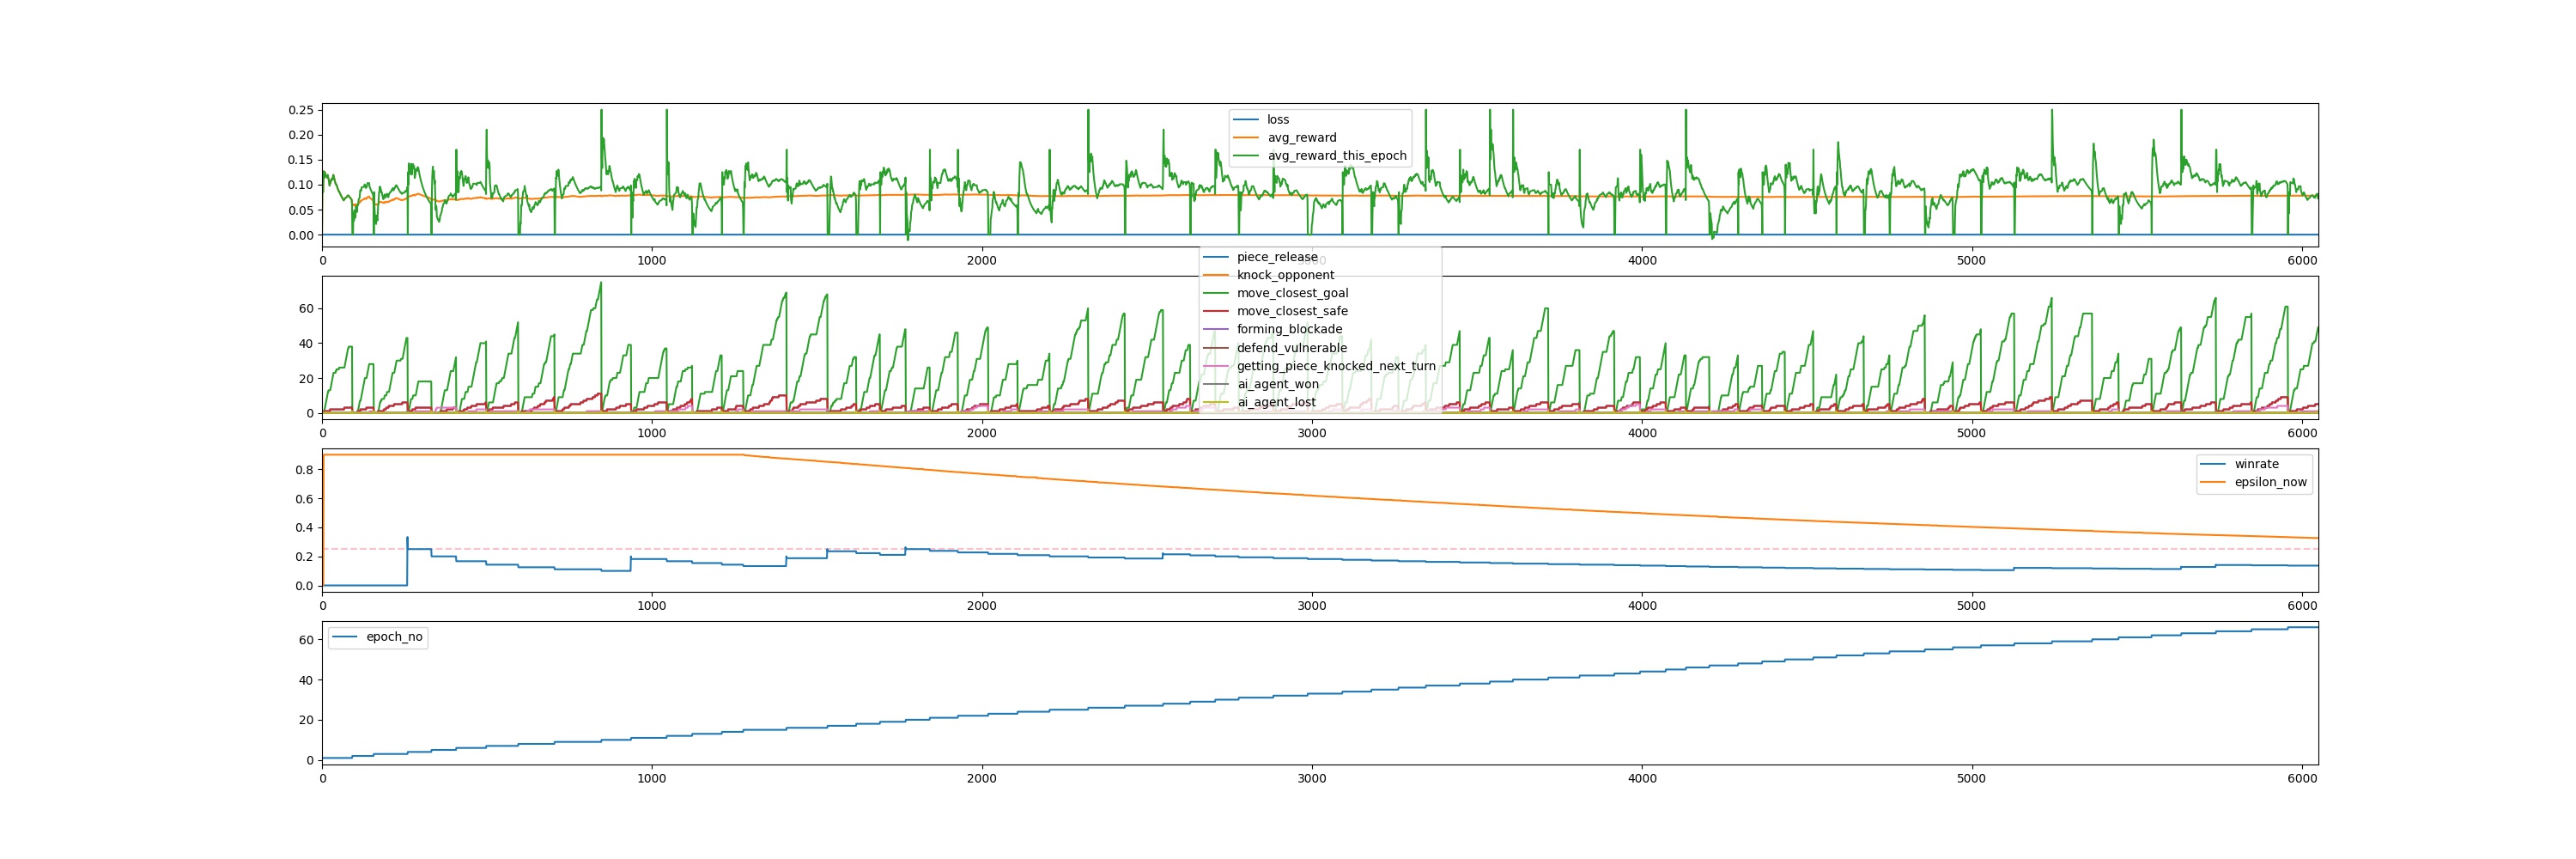 0.25
0.20
0.15
0.10
0.05
0.00
loss
avg_reward
avg_reward_this_epoch
0 1000 2000 3000 4000 5000 6000
60
40
20
0
piece_release
knock_opponent
move_closest_goal
move_closest_safe
forming_blockade
defend_vulnerable
getting_piece_knocked_next_turn
ai_agent_won
ai_agent_lost
0 1000 2000 3000 4000 5000 6000
0.8
0.6
0.4
0.2
0.0
winrate
epsilon_now
0 1000 2000 3000 4000 5000 6000
60
40
20
0
epoch_no
0 1000 2000 3000 4000 5000 6000